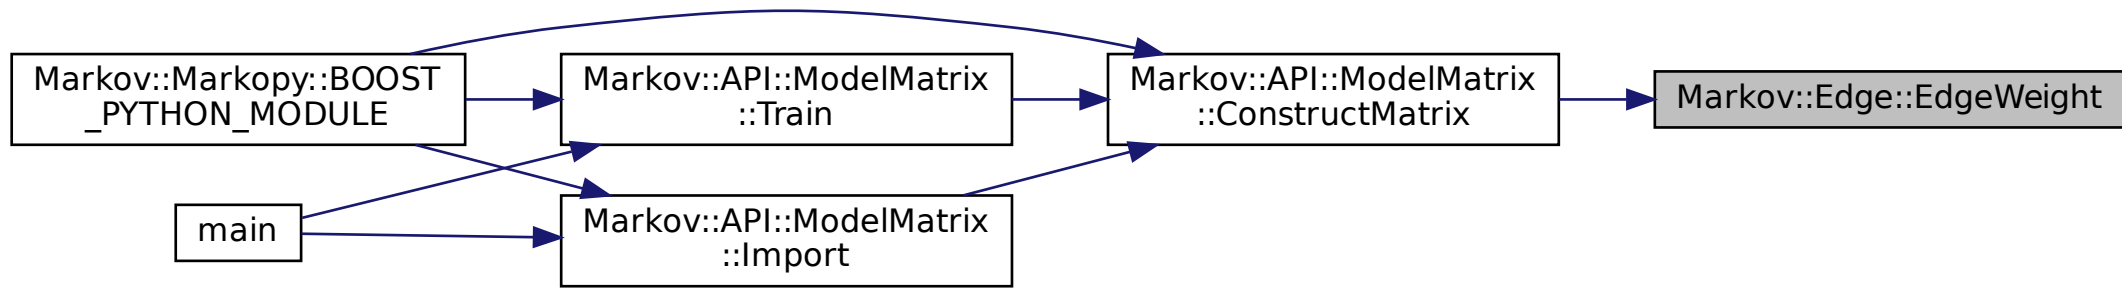 Markov::Markopy::BOOST
_PYTHON_MODULE
main
Markov::API::ModelMatrix
::Train
Markov::API::ModelMatrix
::Import
Markov::API::ModelMatrix
::ConstructMatrix
Markov::Edge::EdgeWeight